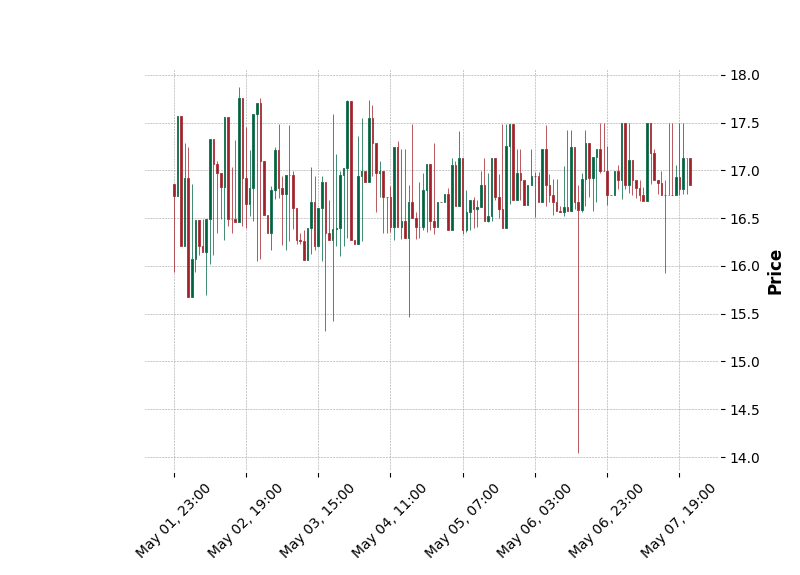 18.0
17.5
17.0
16.5
16.0
15.5
15.0
14.5
14.0
Price
May 01, 23:00
May 02, 19:00
May 03, 15:00
May 04, 11:00
May 05, 07:00
May 06, 03:00
May 06, 23:00
May 07, 19:00